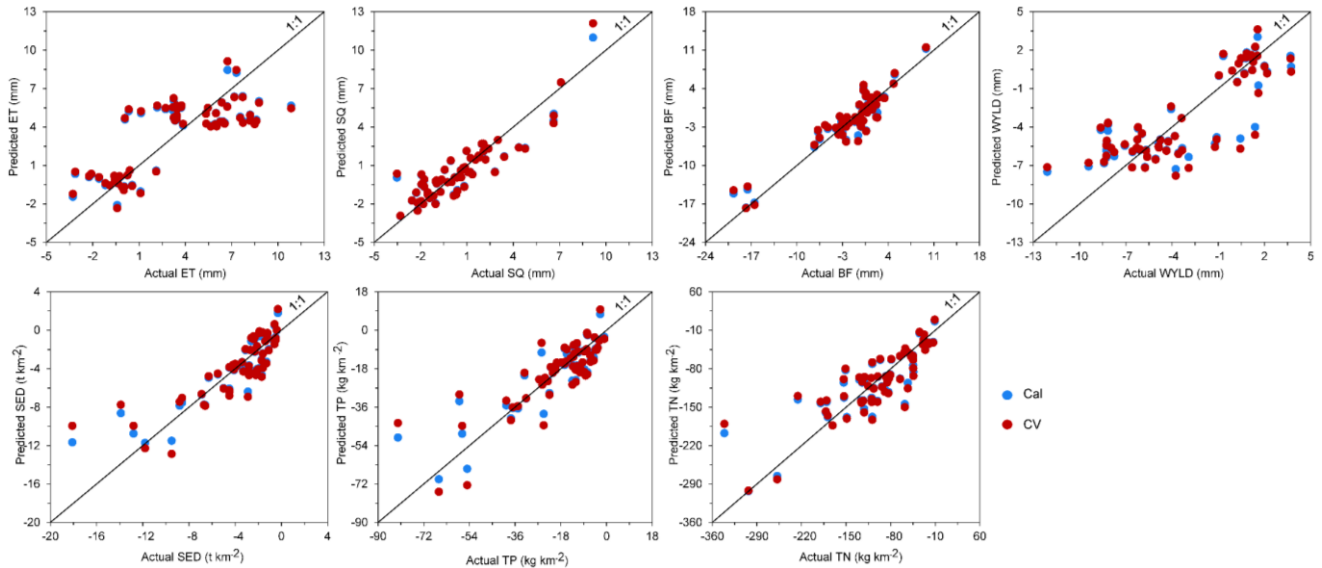 13
10
7
4
1
-2
-5
-5 -2 1 4 7 10 13
Predicted ET (mm)
Actual ET (mm)
1:1
13
10
7
4
1
-2
-5
-5 -2 1 4 7 10 13
Predicted SQ (mm)
Actual SQ (mm)
1:1
18
11
4
-3
-10
-17
-24
-24 -17 -10 -3 4 11 18
Predicted BF (mm)
Actual BF (mm)
1:1
5
2
-1
-4
-7
-10
-13
-13 -10 -7 -4 -1 2 5
Predicted WYLD (mm)
Actual WYLD (mm)
1:1
4
0
-4
-8
-12
-16
-20
-20 -16 -12 -8 -4 0 4
Predicted SED (t km-2)
Actual SED (t km-2)
1:1
18
0
-18
-36
-54
-72
-90
-90 -72 -54 -36 -18 0 18
Predicted TP (kg km-2)
Actual TP (kg km-2)
1:1
60
-10
-80
-150
-220
-290
-360
-360 -290 -220 -150 -80 -10 60
Predicted TN (kg km-2)
Actual TN (kg km-2)
1:1
Cal
CV